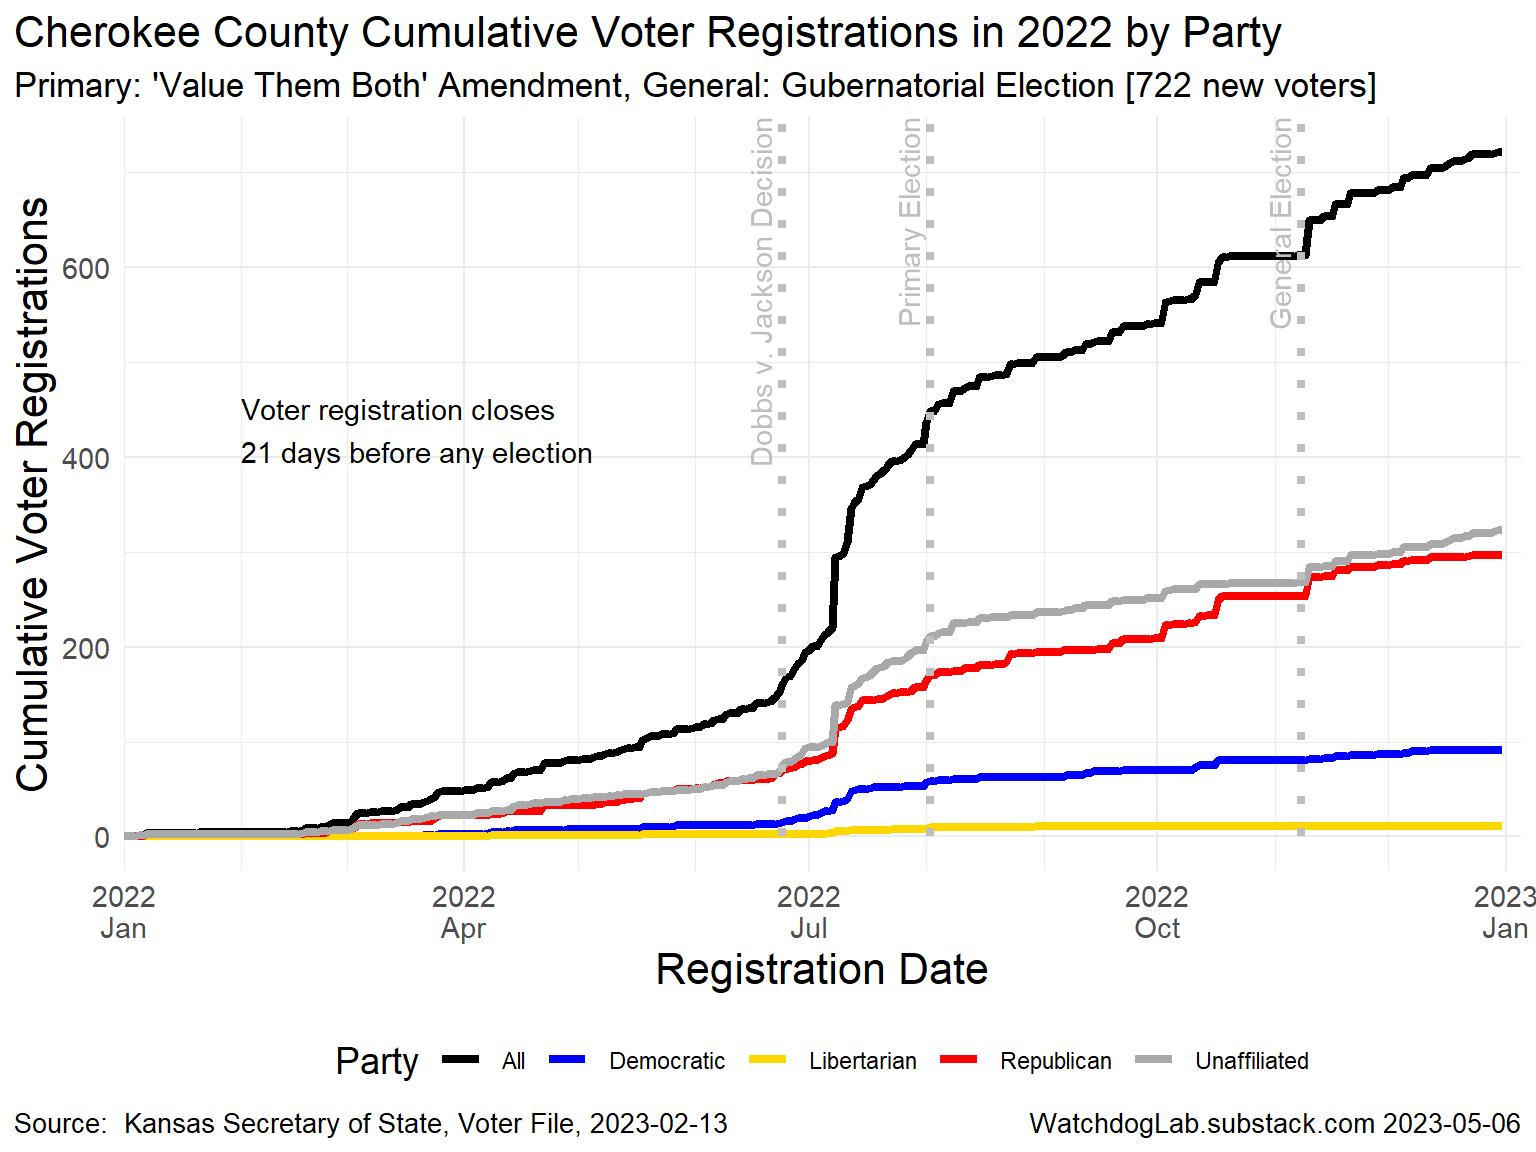 Cherokee County Cumulative Voter Registrations in 2022 by Party
Primary: 'Value Them Both' Amendment, General: Gubernatorial Election [722 new voters]
Cumulative Voter Registrations
600
400
200
0
Dobbs v. Jackson Decision
Primary Election
General Election
Voter registration closes
21 days before any election
2022
Jan
2022
Apr
2022
Jul
2022
Oct
2023
Jan
Registration Date
Party All Democratic Libertarian Republican Unaffiliated
Source:  Kansas Secretary of State, Voter File, 2023-02-13
WatchdogLab.substack.com 2023-05-06